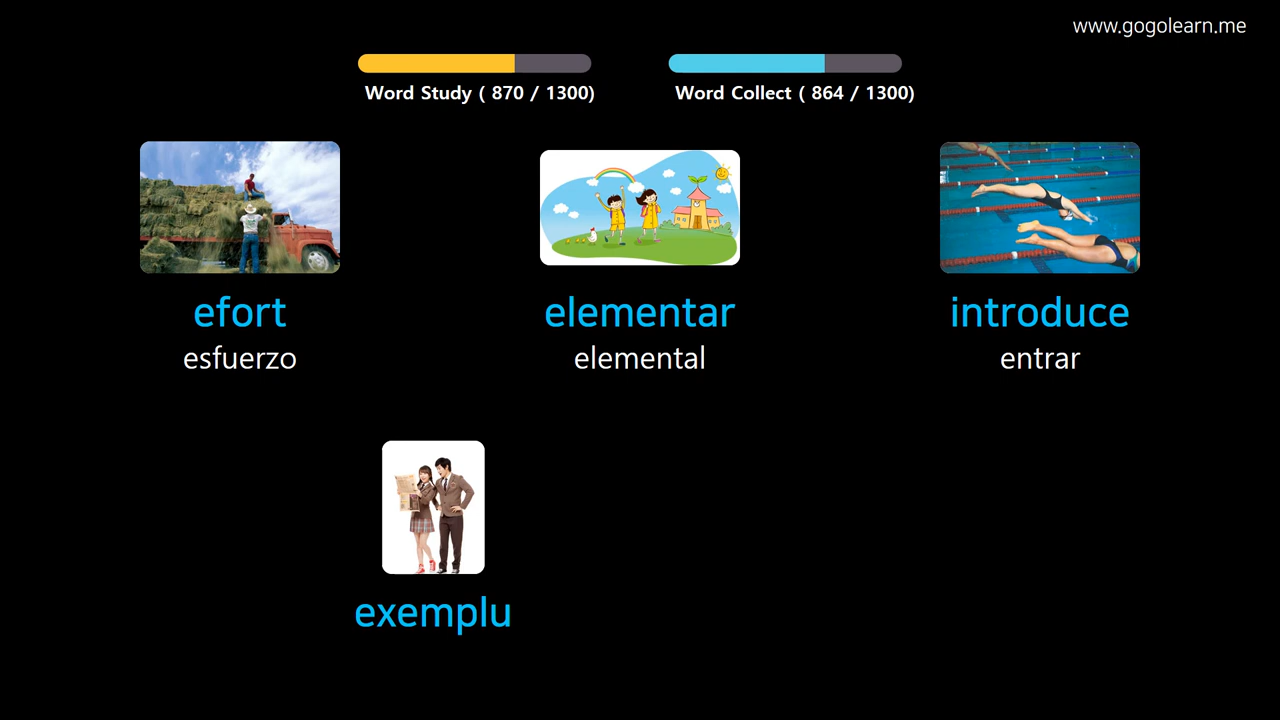 www.gogolearn.me
Word Study ( 870 / 1300)
Word Collect ( 864 / 1300)
efort
elementar
introduce
esfuerzo
elemental
entrar
exemplu